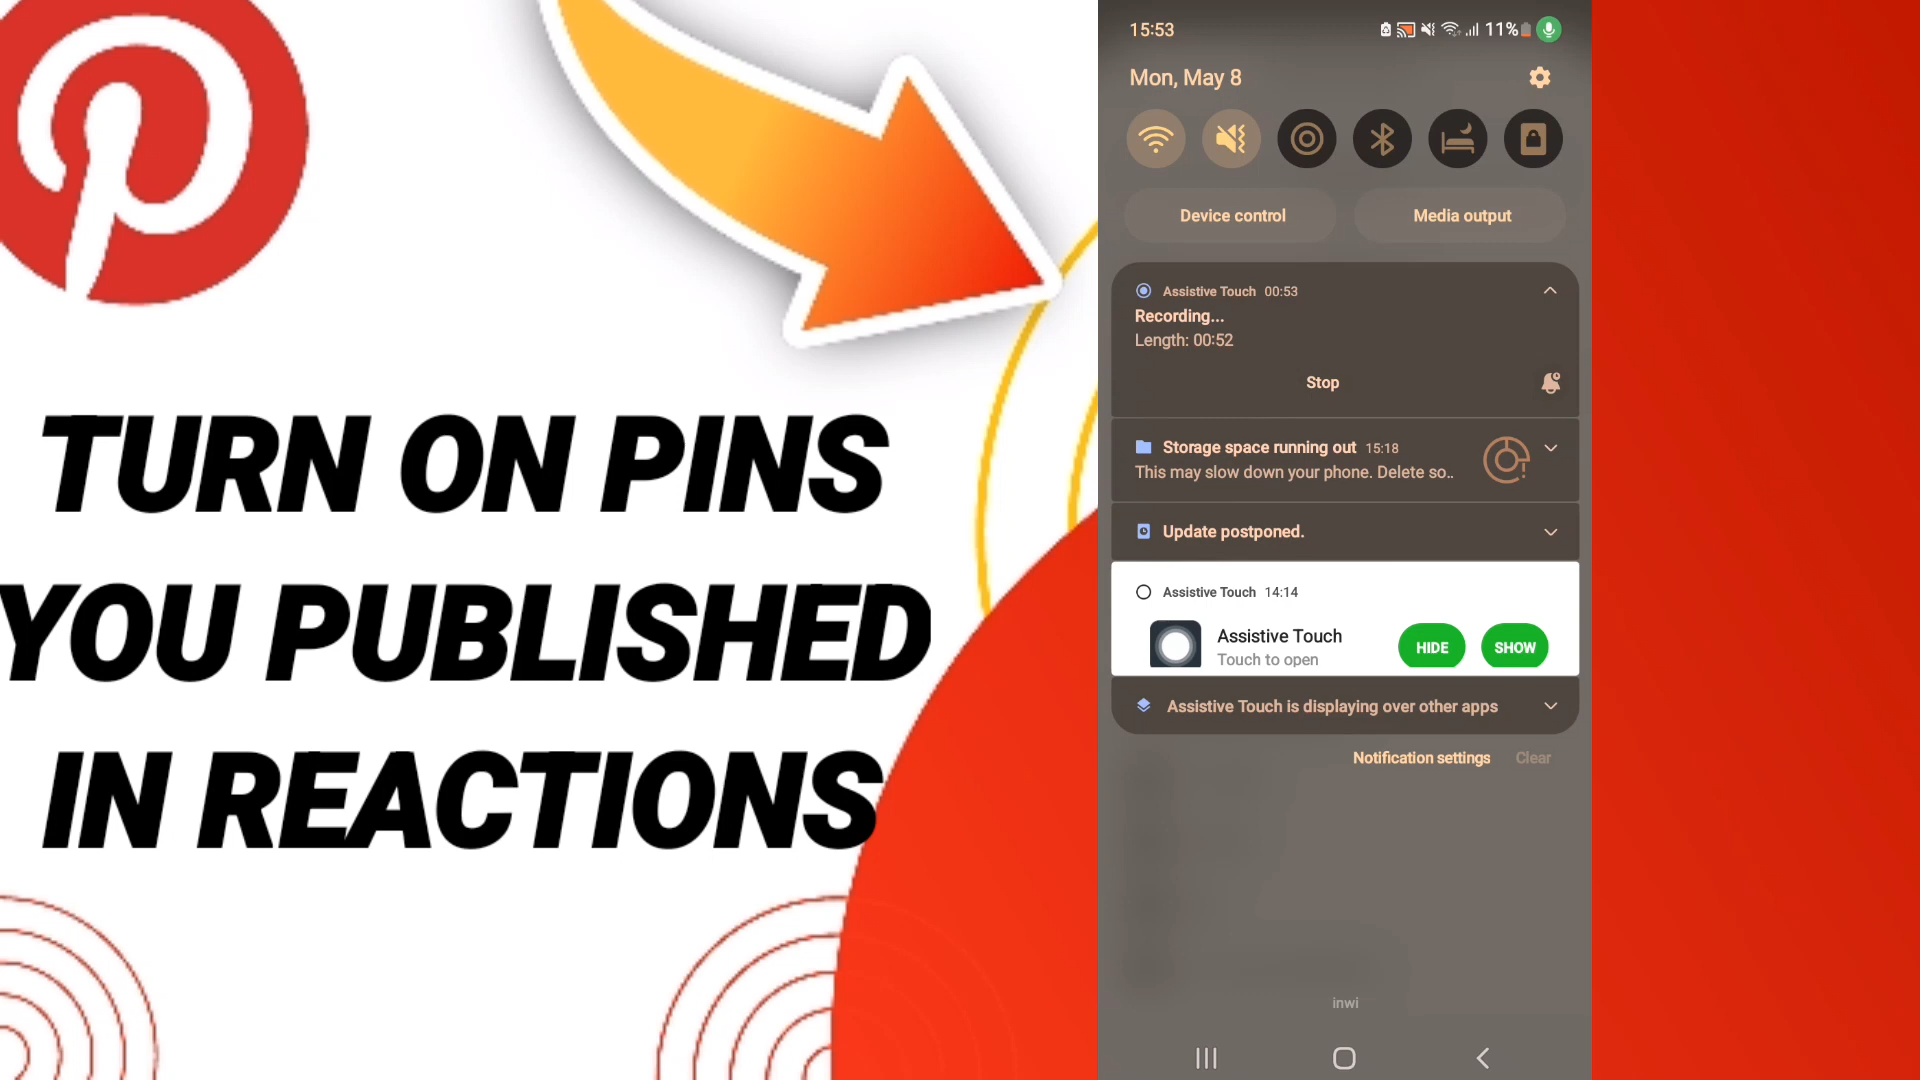 TURN ON PINS
YOU PUBLISHED
IN REACTIONS
15:53
11%
Mon, May 8
Device control
Media output
Assistive Touch 00:53
Recording...
Length: 00:52
Stop
Storage space running out 15:18
This may slow down your phone. Delete so..
Update postponed.
Assistive Touch 14:14
Assistive Touch
Touch to open
HIDE
SHOW
Assistive Touch is displaying over other apps
Notification settings
Clear
inwi